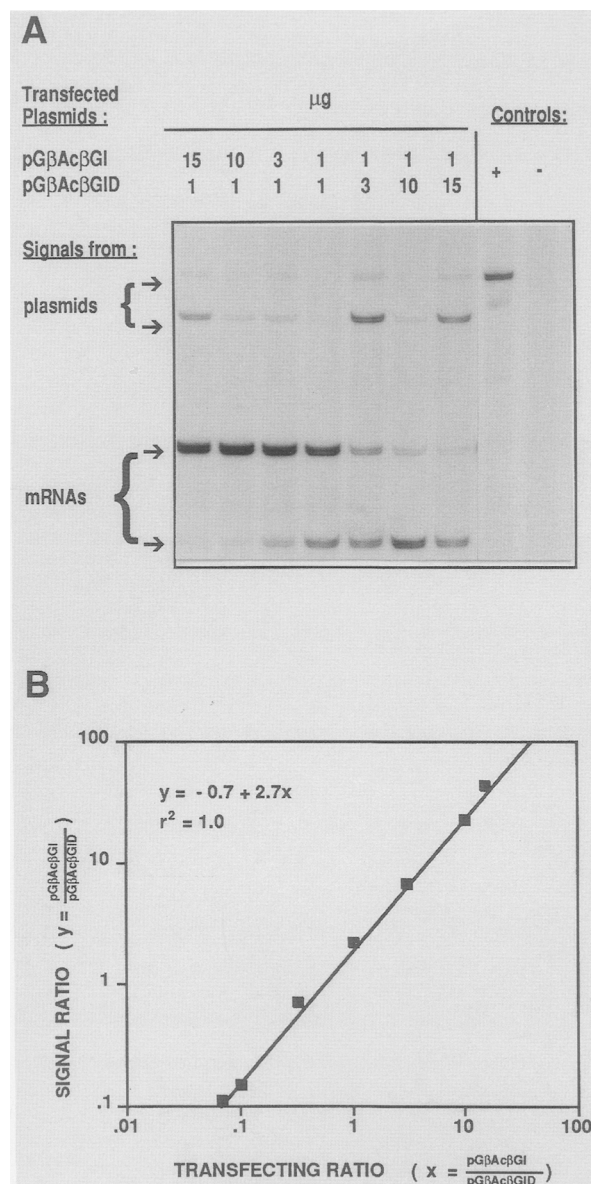 A
Transfected
Plasmids :
µg
Controls:
pGβAcβGI 15 10 3 1 1 1 1
pGβAcβGID 1 1 1 1 3 10 15
+ -
Signals from :
plasmids
mRNAs
B
100
10
1
.1
y = - 0.7 + 2.7x
r² = 1.0
SIGNAL RATIO ( y = pGβAcβGI / pGβAcβGID )
.01 .1 1 10 100
TRANSFECTING RATIO ( x = pGβAcβGI / pGβAcβGID )